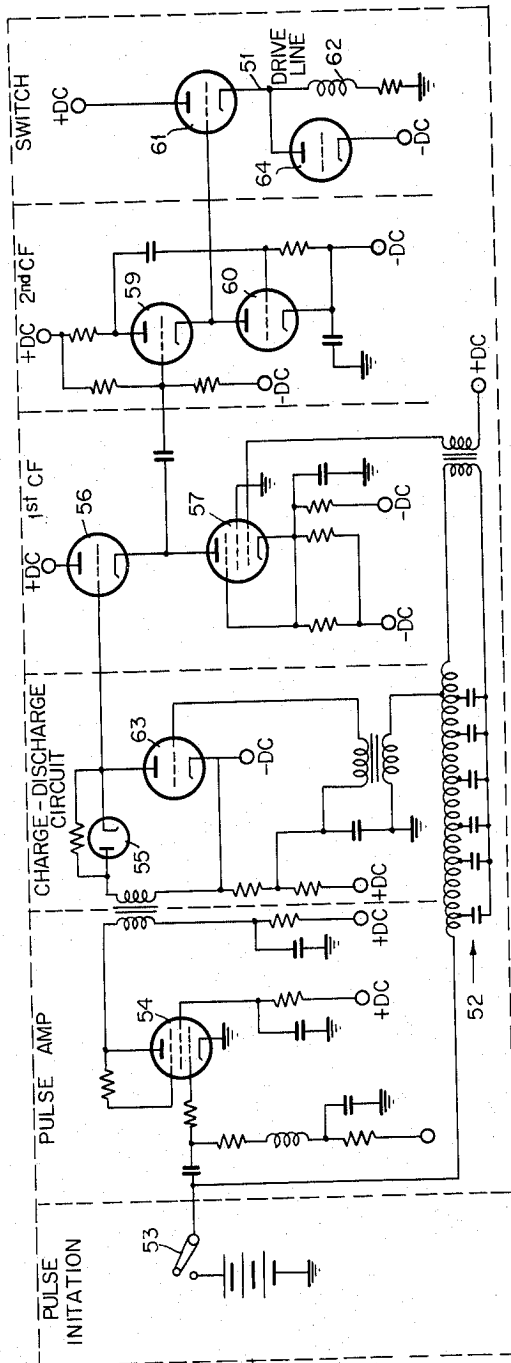 PULSE
INITATION
53
PULSE AMP
54
+DC
+DC
52
CHARGE-DISCHARGE
CIRCUIT
55
63
-DC
+DC
1st CF
+DC
56
57
-DC
-DC
+DC
2nd CF
+DC
59
60
-DC
-DC
SWITCH
+DC
61
51
DRIVE
LINE
62
64
-DC